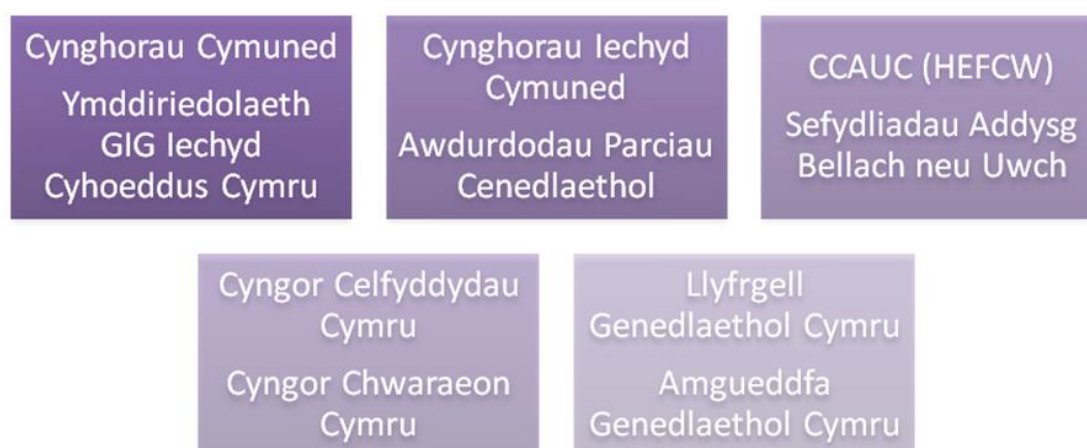 Cynghorau Cymuned
Ymddiriedolaeth
GIG Iechyd
Cyhoeddus Cymru
Cynghorau Iechyd
Cymuned
Awdurdodau Parciau
Cenedlaethol
CCAUC (HEFCW)
Sefydliadau Addysg
Bellach neu Uwch
Cyngor Celfyddydau
Cymru
Cyngor Chwaraeon
Cymru
Llyfrgell
Genedlaethol Cymru
Amgueddfa
Genedlaethol Cymru